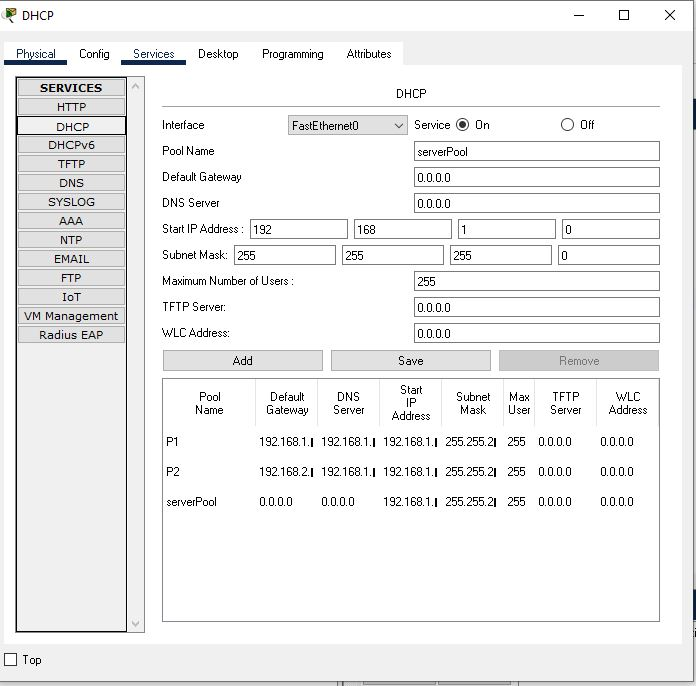 DHCP
Physical Config Services Desktop Programming Attributes
SERVICES
HTTP
DHCP
DHCPv6
TFTP
DNS
SYSLOG
AAA
NTP
EMAIL
FTP
IoT
VM Management
Radius EAP
DHCP
Interface FastEthernet0 Service On Off
Pool Name serverPool
Default Gateway 0.0.0.0
DNS Server 0.0.0.0
Start IP Address : 192 168 1 0
Subnet Mask: 255 255 255 0
Maximum Number of Users : 255
TFTP Server: 0.0.0.0
WLC Address: 0.0.0.0
Add Save Remove
Pool Name Default Gateway DNS Server Start IP Address Subnet Mask Max User TFTP Server WLC Address
P1 192.168.1. 192.168.1. 192.168.1. 255.255.2 255 0.0.0.0 0.0.0.0
P2 192.168.2. 192.168.1. 192.168.1. 255.255.2 255 0.0.0.0 0.0.0.0
serverPool 0.0.0.0 0.0.0.0 192.168.1. 255.255.2 255 0.0.0.0 0.0.0.0
Top